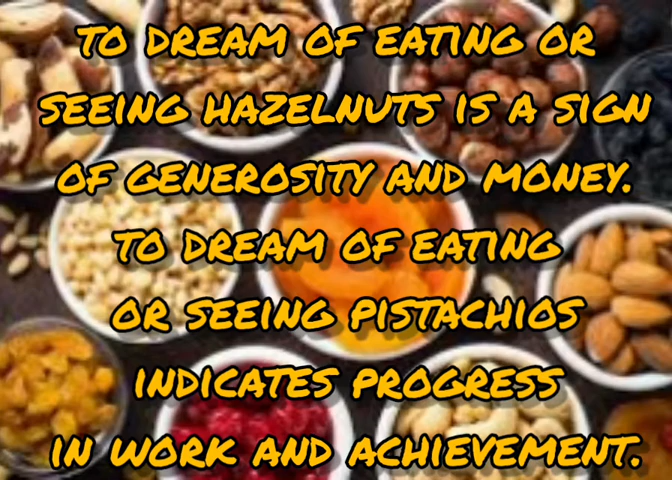 TO DREAM OF EATING OR
SEEING HAZELNUTS IS A SIGN
OF GENEROSITY AND MONEY.
TO DREAM OF EATING
OR SEEING PISTACHIOS
INDICATES PROGRESS
IN WORK AND ACHIEVEMENT.